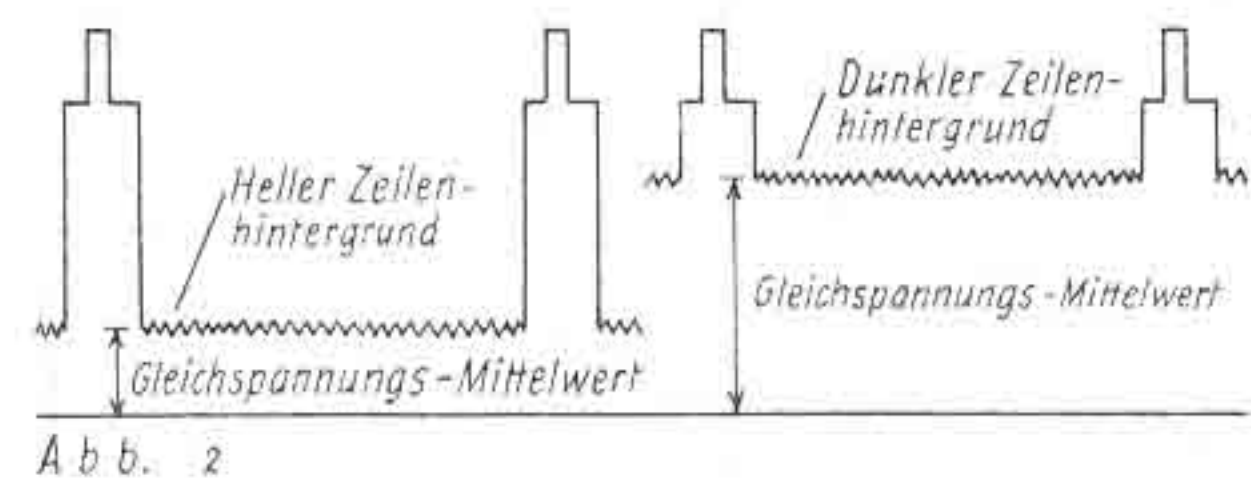 Heller Zeilen-
hintergrund
Gleichspannungs-Mittelwert
Dunkler Zeilen-
hintergrund
Gleichspannungs-Mittelwert
Abb. 2